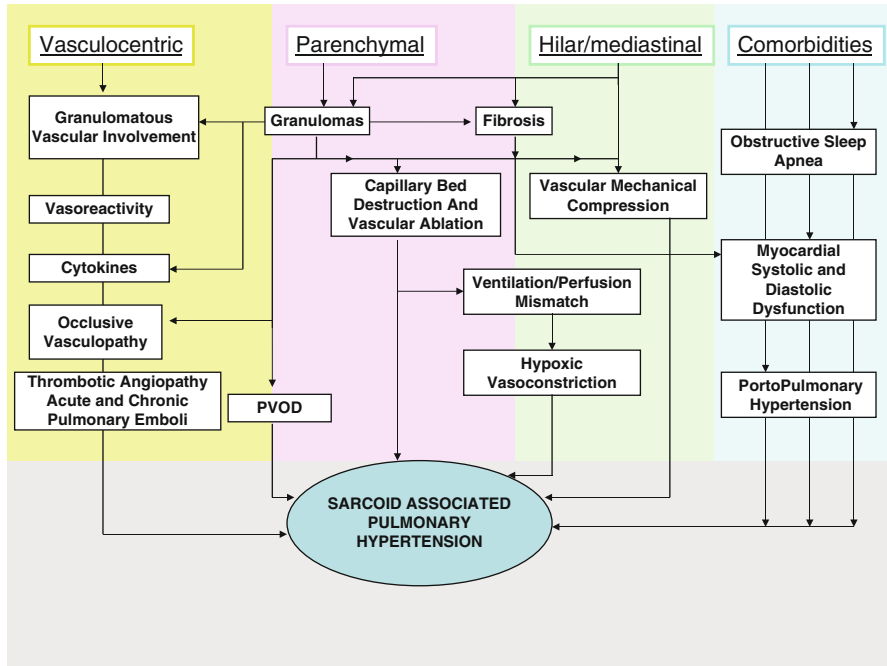 Vasculocentric
Parenchymal
Hilar/mediastinal
Comorbidities
Granulomatous
Vascular Involvement
Granulomas
Fibrosis
Obstructive Sleep
Apnea
Capillary Bed
Destruction And
Vascular Ablation
Vascular Mechanical
Compression
Vasoreactivity
Cytokines
Myocardial
Systolic and
Diastolic
Dysfunction
Ventilation/Perfusion
Mismatch
Occlusive
Vasculopathy
Hypoxic
Vasoconstriction
Thrombotic Angiopathy
Acute and Chronic
Pulmonary Emboli
PVOD
PortoPulmonary
Hypertension
SARCOID ASSOCIATED
PULMONARY
HYPERTENSION